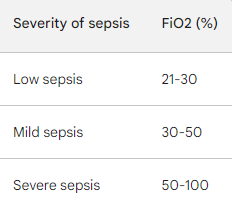 Severity of sepsis FiO2 (%)
Low sepsis 21-30
Mild sepsis 30-50
Severe sepsis 50-100